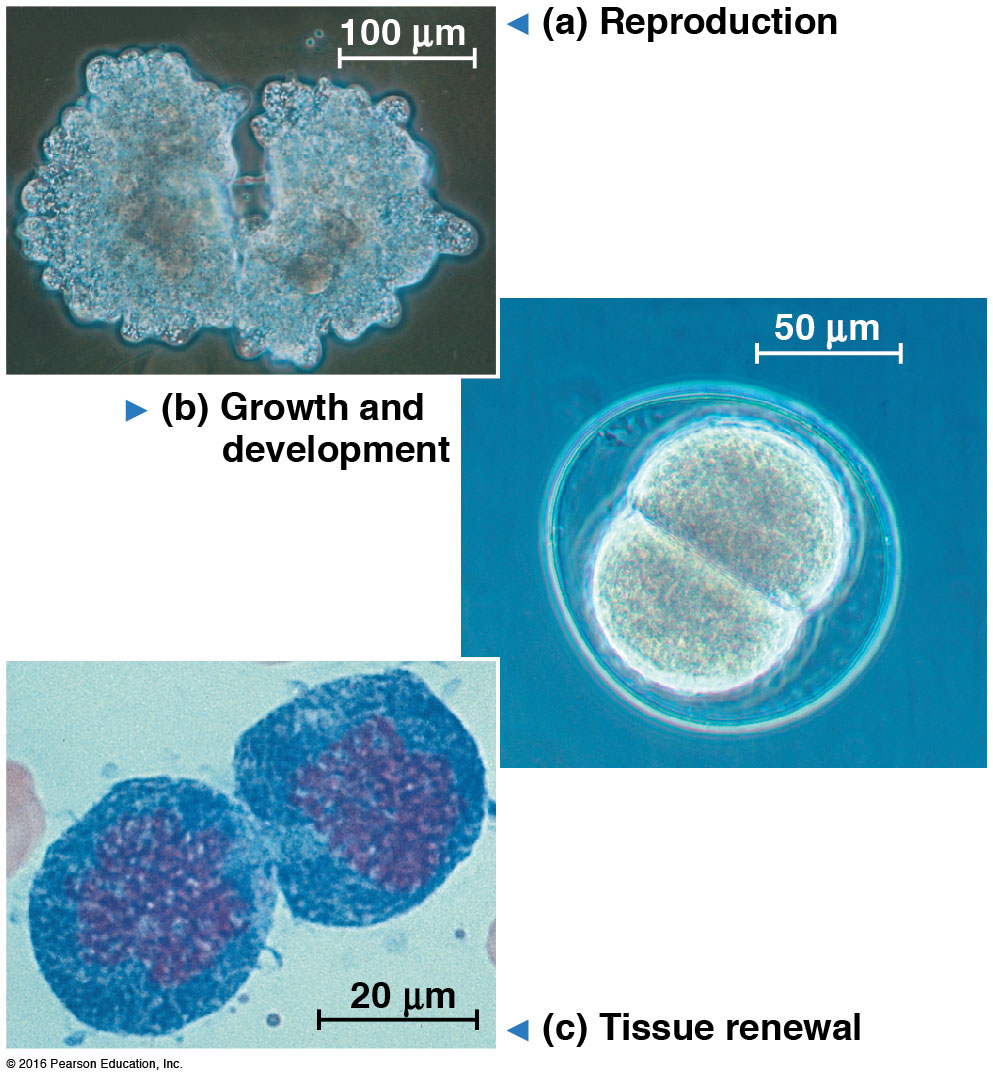 100 μm
◄ (a) Reproduction
50 μm
► (b) Growth and
development
20 μm
◄ (c) Tissue renewal
© 2016 Pearson Education, Inc.